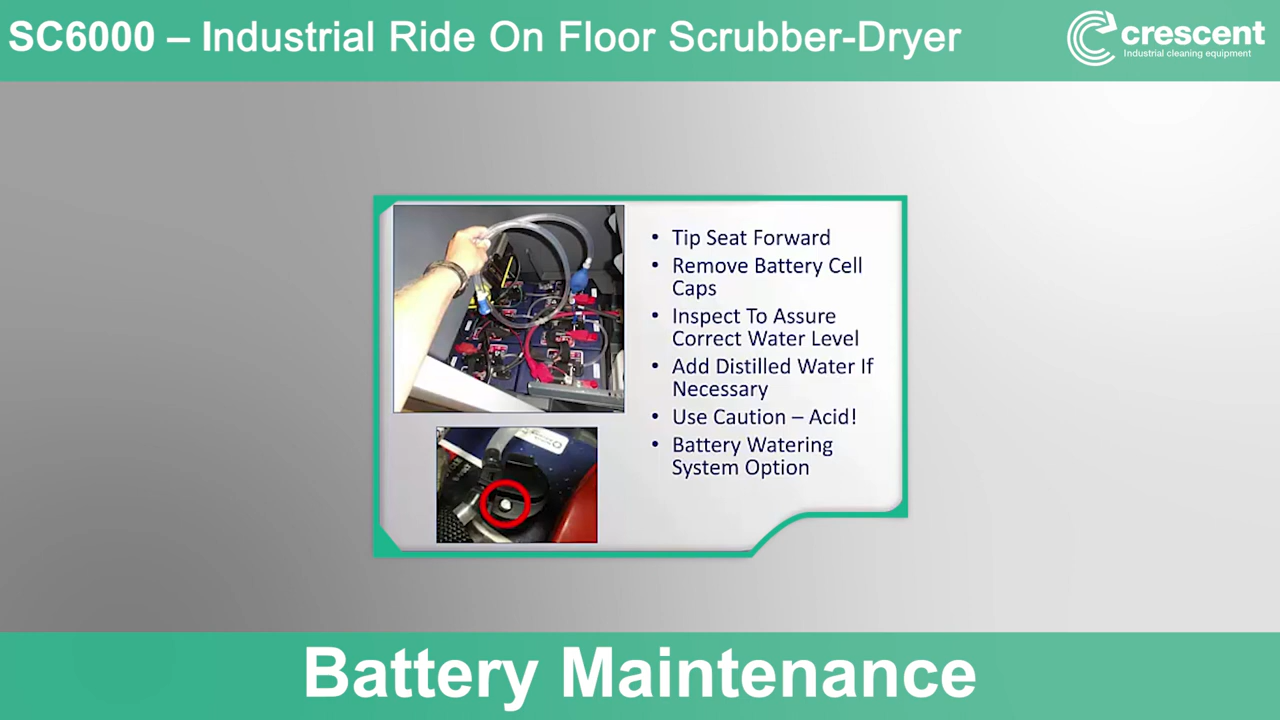 SC6000 – Industrial Ride On Floor Scrubber-Dryer
crescent
Industrial cleaning equipment
• Tip Seat Forward
• Remove Battery Cell
Caps
• Inspect To Assure
Correct Water Level
• Add Distilled Water If
Necessary
• Use Caution – Acid!
• Battery Watering
System Option
Battery Maintenance